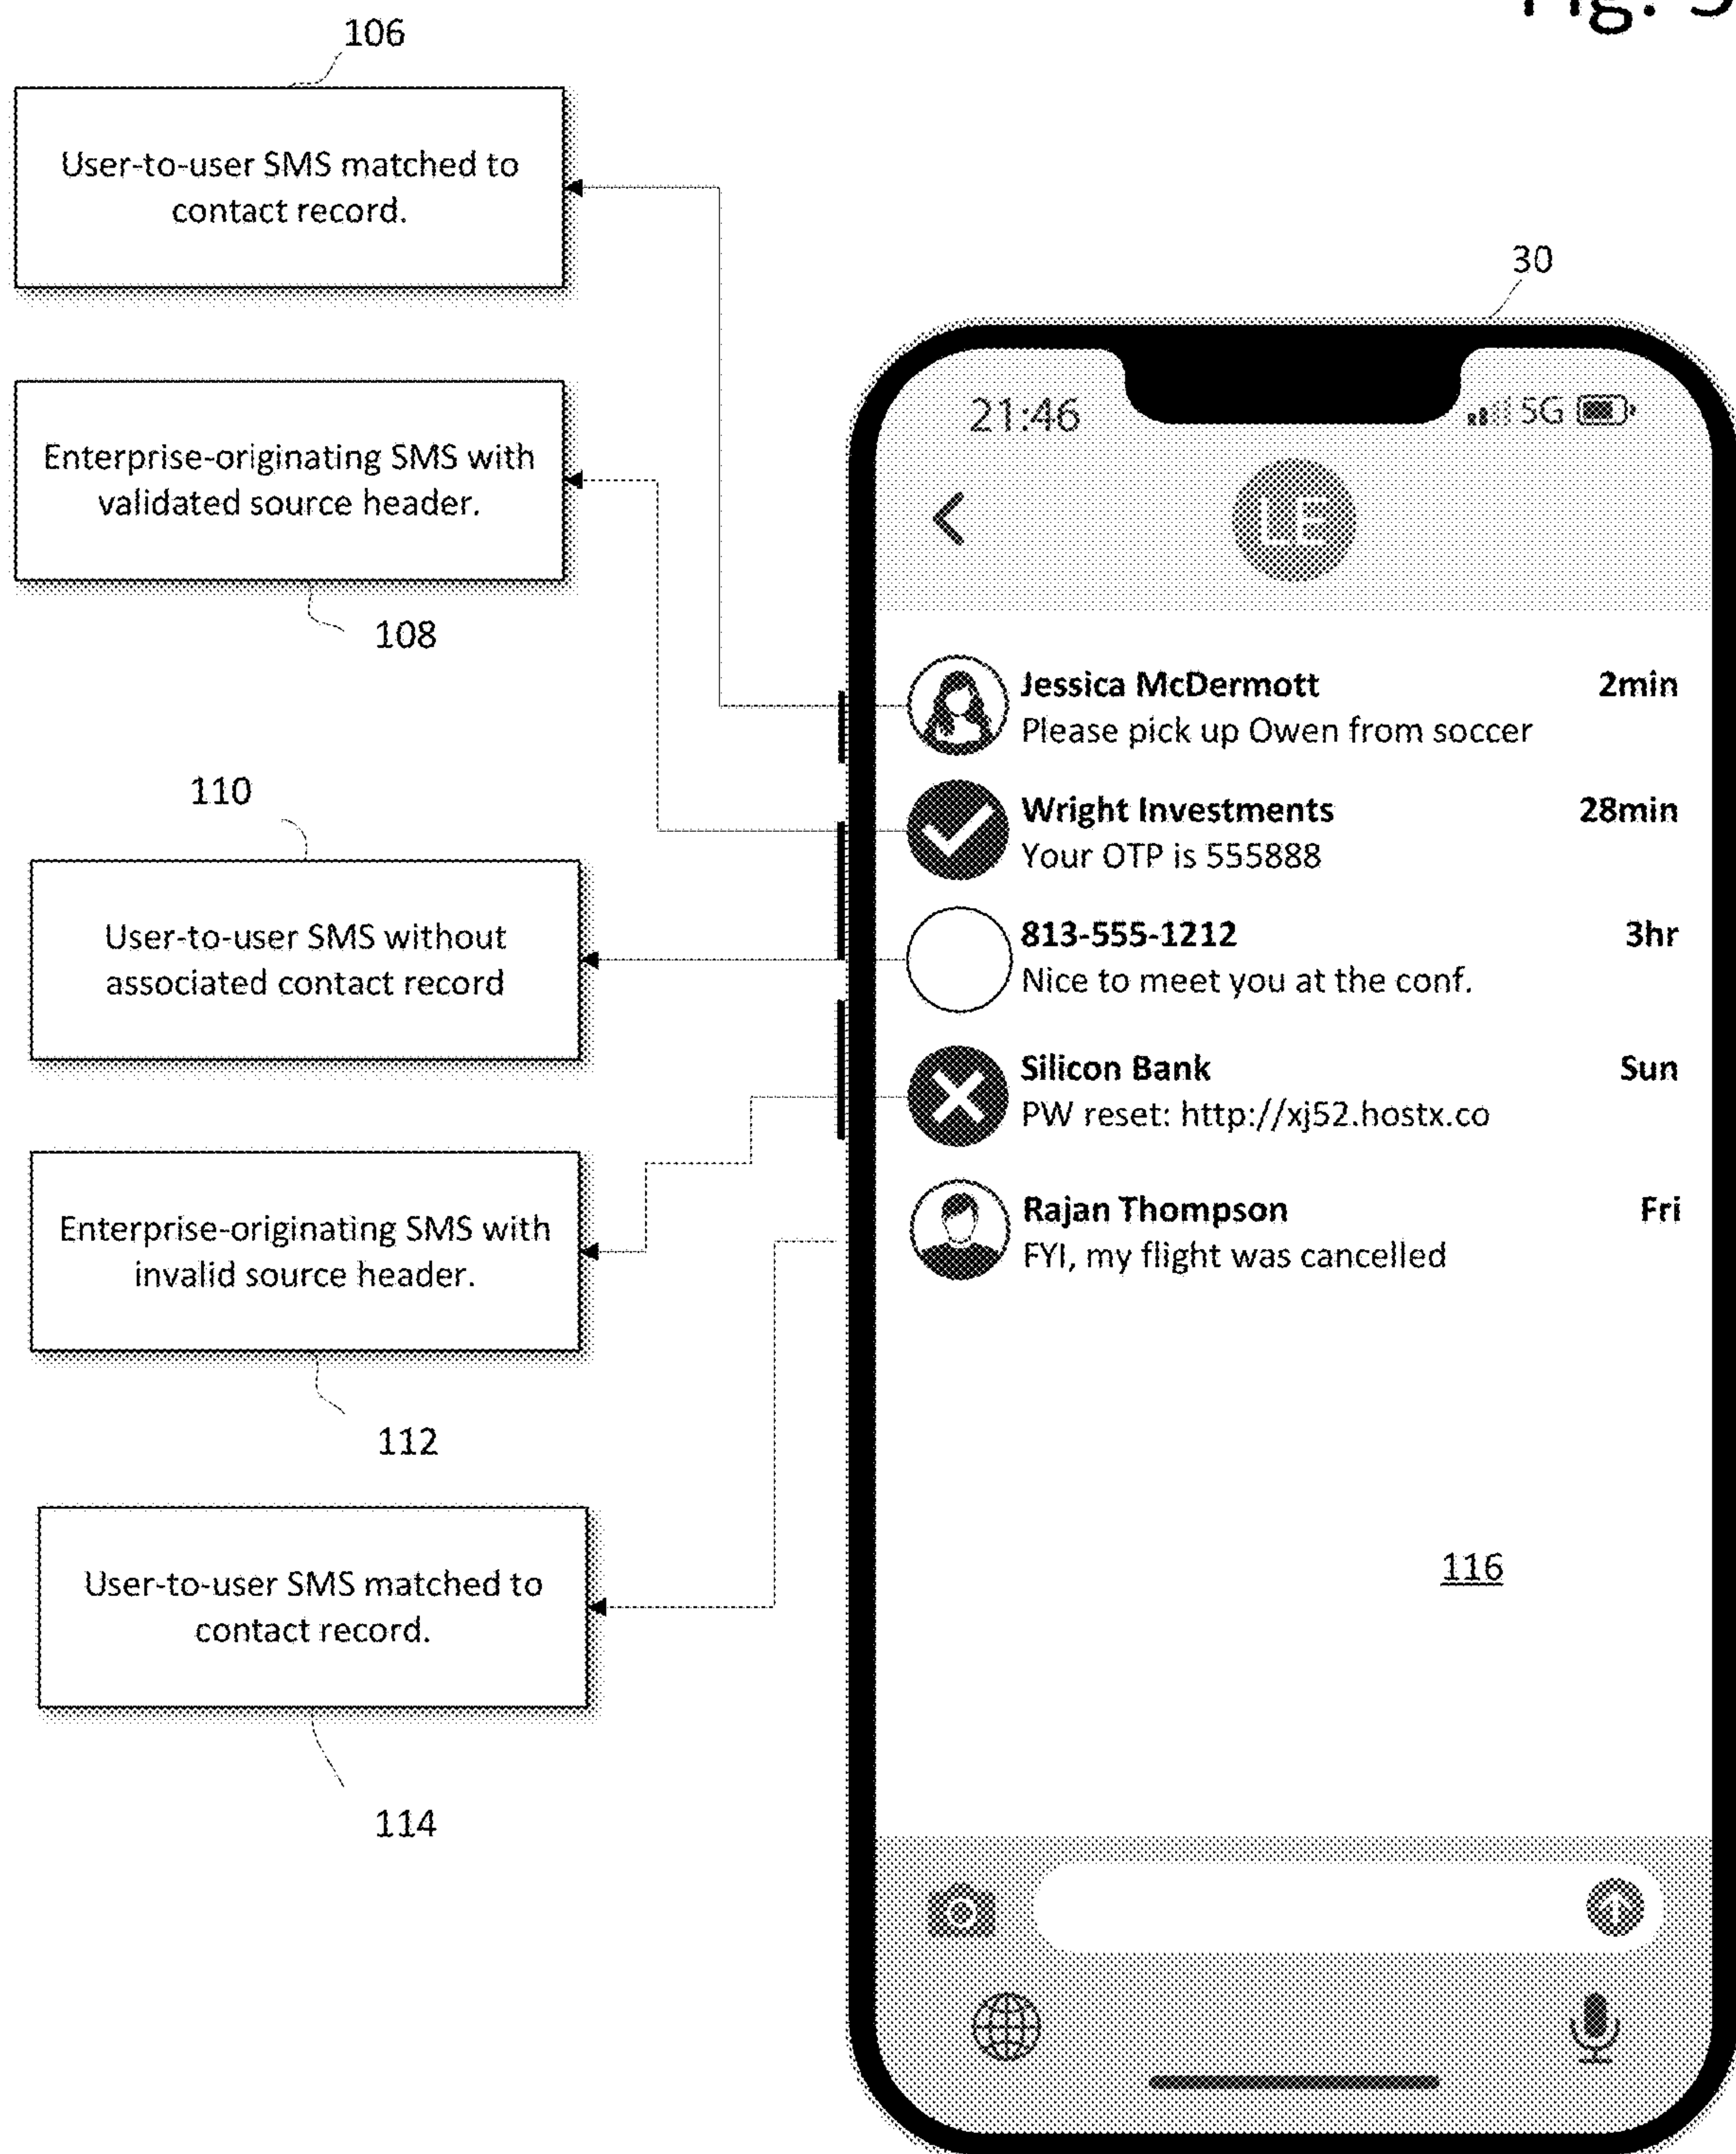 106
User-to-user SMS matched to
contact record.
Enterprise-originating SMS with
validated source header.
108
110
User-to-user SMS without
associated contact record
Enterprise-originating SMS with
invalid source header.
112
User-to-user SMS matched to
contact record.
114
30
21:46
5G
LE
Jessica McDermott 2min
Please pick up Owen from soccer
Wright Investments 28min
Your OTP is 555888
813-555-1212 3hr
Nice to meet you at the conf.
Silicon Bank Sun
PW reset: http://xj52.hostx.co
Rajan Thompson Fri
FYI, my flight was cancelled
116